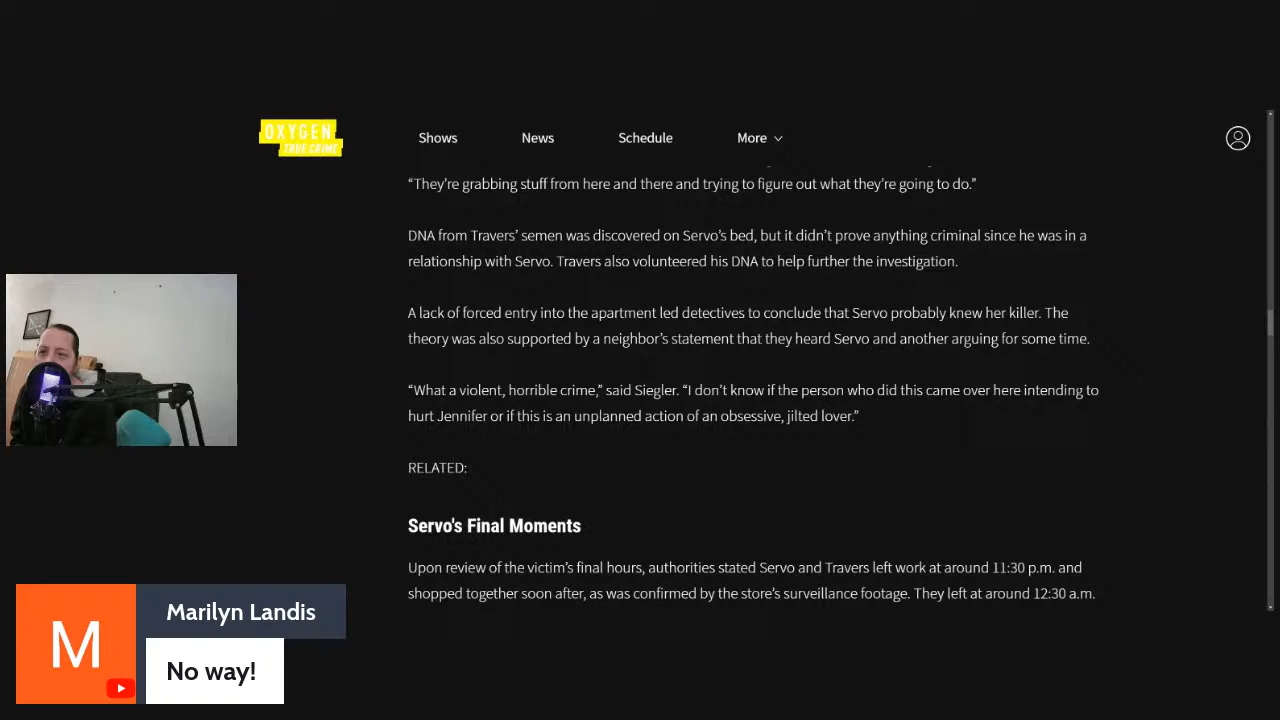 OXYGEN
TRUE CRIME
Shows
News
Schedule
More
“They’re grabbing stuff from here and there and trying to figure out what they’re going to do.”
DNA from Travers’ semen was discovered on Servo’s bed, but it didn’t prove anything criminal since he was in a
relationship with Servo. Travers also volunteered his DNA to help further the investigation.
A lack of forced entry into the apartment led detectives to conclude that Servo probably knew her killer. The
theory was also supported by a neighbor’s statement that they heard Servo and another arguing for some time.
“What a violent, horrible crime,” said Siegler. “I don’t know if the person who did this came over here intending to
hurt Jennifer or if this is an unplanned action of an obsessive, jilted lover.”
RELATED:
Servo's Final Moments
Upon review of the victim’s final hours, authorities stated Servo and Travers left work at around 11:30 p.m. and
shopped together soon after, as was confirmed by the store’s surveillance footage. They left at around 12:30 a.m.
M
Marilyn Landis
No way!